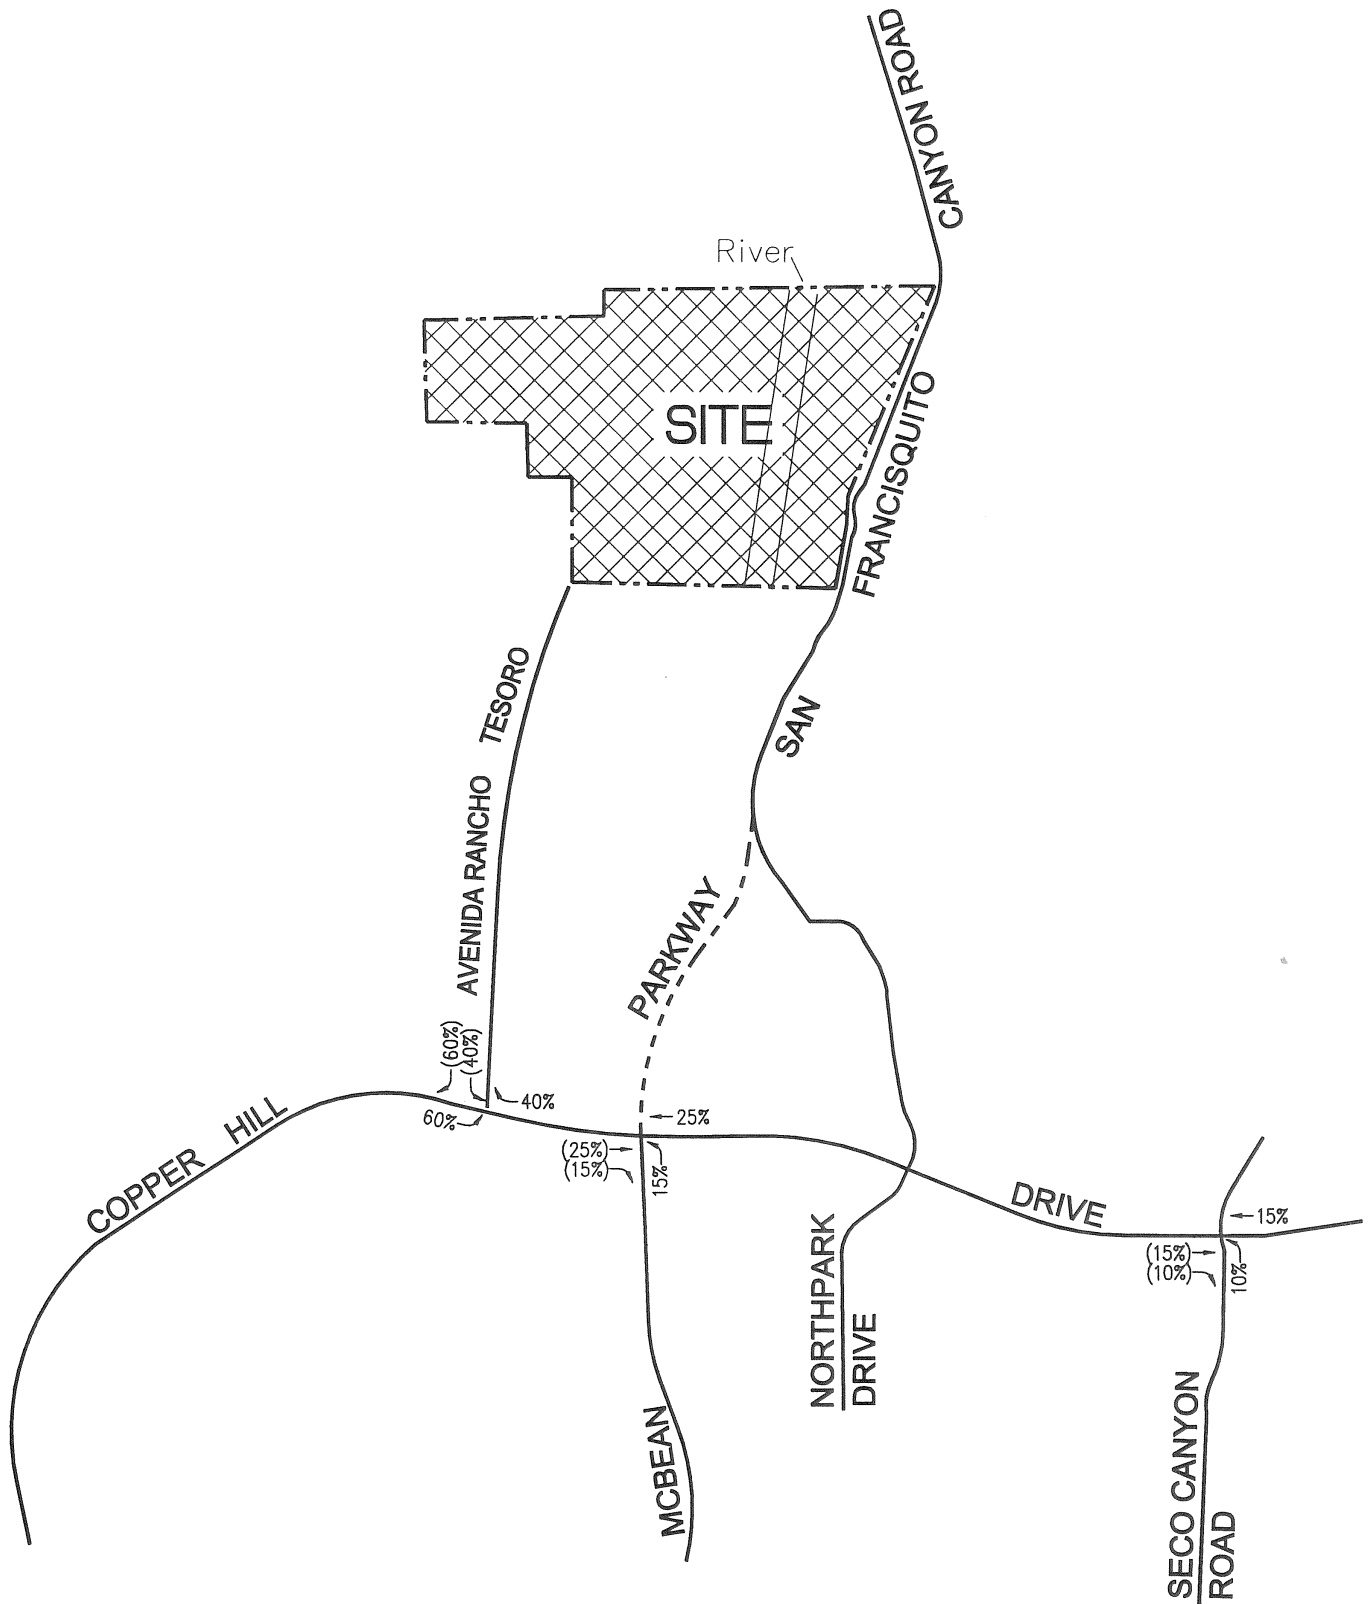 CANYON ROAD
River
SITE
FRANCISQUITO
SAN
TESORO
AVENIDA RANCHO
PARKWAY
(60%)
(40%)
40%
60%
25%
(25%)
(15%)
15%
COPPER HILL
DRIVE
15%
(15%)
(10%)
10%
NORTHPARK
DRIVE
MCBEAN
SECO CANYON
ROAD